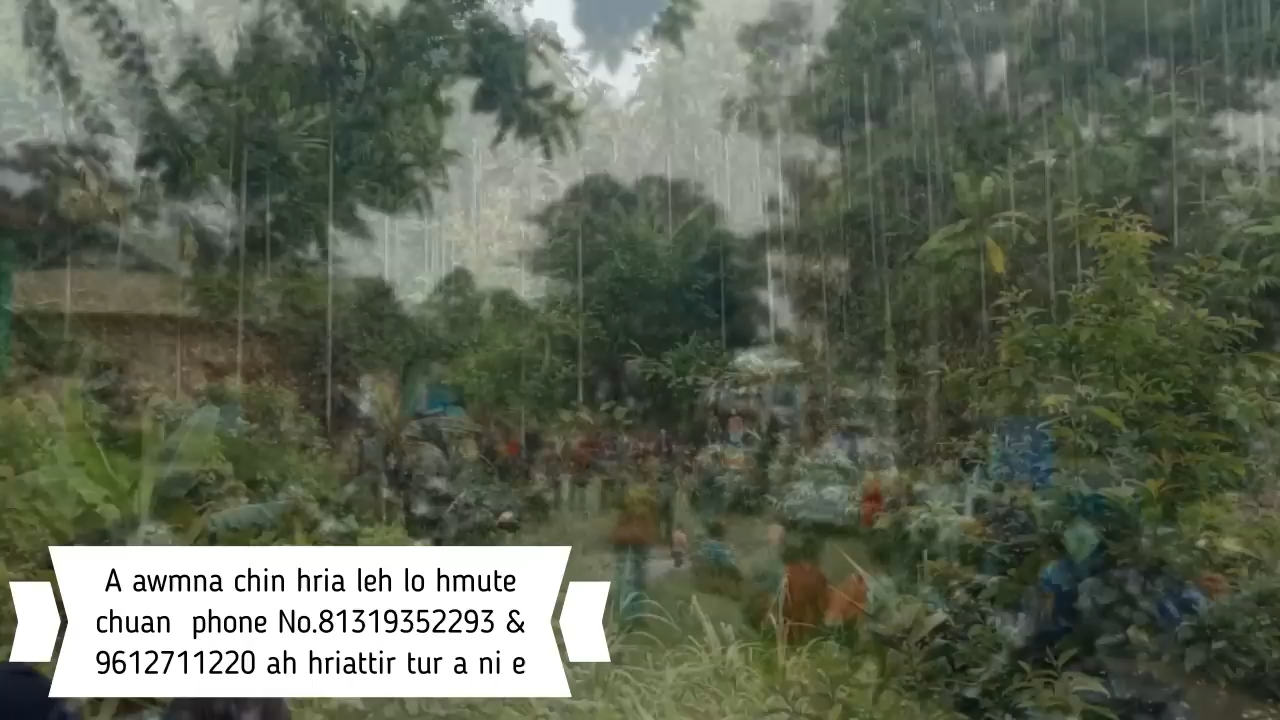 A awmna chin hria leh lo hmute
chuan phone No.81319352293 &
9612711220 ah hriattir tur a ni e